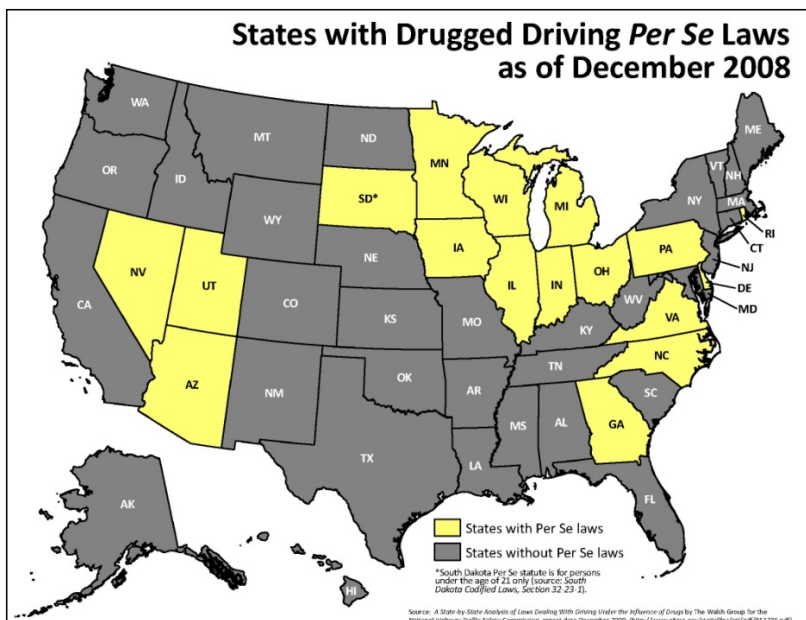 States with Drugged Driving Per Se Laws
as of December 2008
WA
MT
ND
MN
ME
VT
NH
OR
ID
SD*
WI
MI
NY
MA
WY
RI
CT
IA
PA
NE
NJ
NV
UT
IL
IN
OH
DE
MD
CA
CO
WV
VA
KS
MO
KY
NC
TN
AZ
NM
OK
AR
SC
MS
AL
GA
TX
LA
FL
AK
HI
States with Per Se laws
States without Per Se laws
*South Dakota Per Se statute is for persons
under the age of 21 only (source: South
Dakota Codified Laws, Section 32-23-1).
Source: A State-by-State Analysis of Laws Dealing With Driving Under the Influence of Drugs by The Walsh Group for the